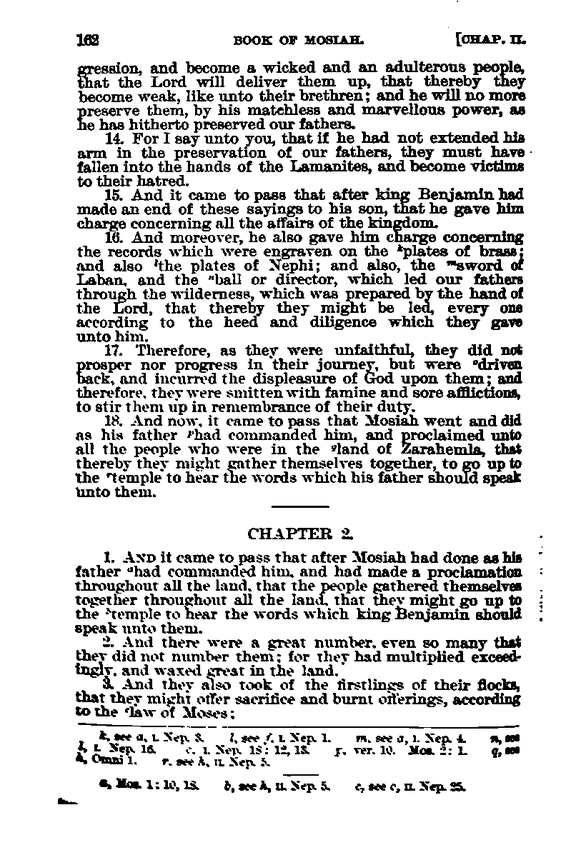 162 BOOK OF MOSIAH. [CHAP. II.
gression, and become a wicked and an adulterous people,
that the Lord will deliver them up, that thereby they
become weak, like unto their brethren; and he will no more
preserve them, by his matchless and marvellous power, as
he has hitherto preserved our fathers.
14. For I say unto you, that if he had not extended his
arm in the preservation of our fathers, they must have
fallen into the hands of the Lamanites, and become victims
to their hatred.
15. And it came to pass that after king Benjamin had
made an end of these sayings to his son, that he gave him
charge concerning all the affairs of the kingdom.
16. And moreover, he also gave him charge concerning
the records which were engraven on the ᵏplates of brass;
and also ˡthe plates of Nephi; and also, the ᵐsword of
Laban, and the ⁿball or director, which led our fathers
through the wilderness, which was prepared by the hand of
the Lord, that thereby they might be led, every one
according to the heed and diligence which they gave
unto him.
17. Therefore, as they were unfaithful, they did not
prosper nor progress in their journey, but were ᵒdriven
back, and incurred the displeasure of God upon them; and
therefore, they were smitten with famine and sore afflictions,
to stir them up in remembrance of their duty.
18. And now, it came to pass that Mosiah went and did
as his father ᵖhad commanded him, and proclaimed unto
all the people who were in the qland of Zarahemla, that
thereby they might gather themselves together, to go up to
the ʳtemple to hear the words which his father should speak
unto them.
CHAPTER 2.
1. AND it came to pass that after Mosiah had done as his
father ᵃhad commanded him, and had made a proclamation
throughout all the land, that the people gathered themselves
together throughout all the land, that they might go up to
the ᵇtemple to hear the words which king Benjamin should
speak unto them.
2. And there were a great number, even so many that
they did not number them; for they had multiplied exceed-
ingly, and waxed great in the land.
3. And they also took of the firstlings of their flocks,
that they might offer sacrifice and burnt offerings, according
to the ᶜlaw of Moses;
k, see a, I. Nep. 3. l, see f, I. Nep. 1. m, see a, I. Nep. 4. n, see
I. Nep. 16. I. Nep. 18: 12, 13. p, ver. 10. Mos. 2: 1. q, see
h, Omni 1. r, see h, II. Nep. 5.
a, Mos. 1: 10, 18. b, see h, II. Nep. 5. c, see c, II. Nep. 25.